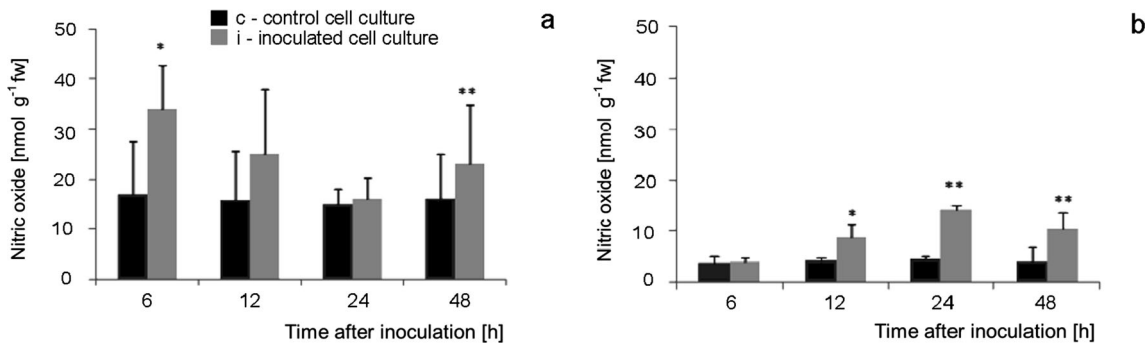 a
c - control cell culture
i - inoculated cell culture
Nitric oxide [nmol g-1fw]
50
40
30
20
10
0
*
**
6 12 24 48
Time after inoculation [h]
b
Nitric oxide [nmol g-1fw]
50
40
30
20
10
0
*
**
**
6 12 24 48
Time after inoculation [h]